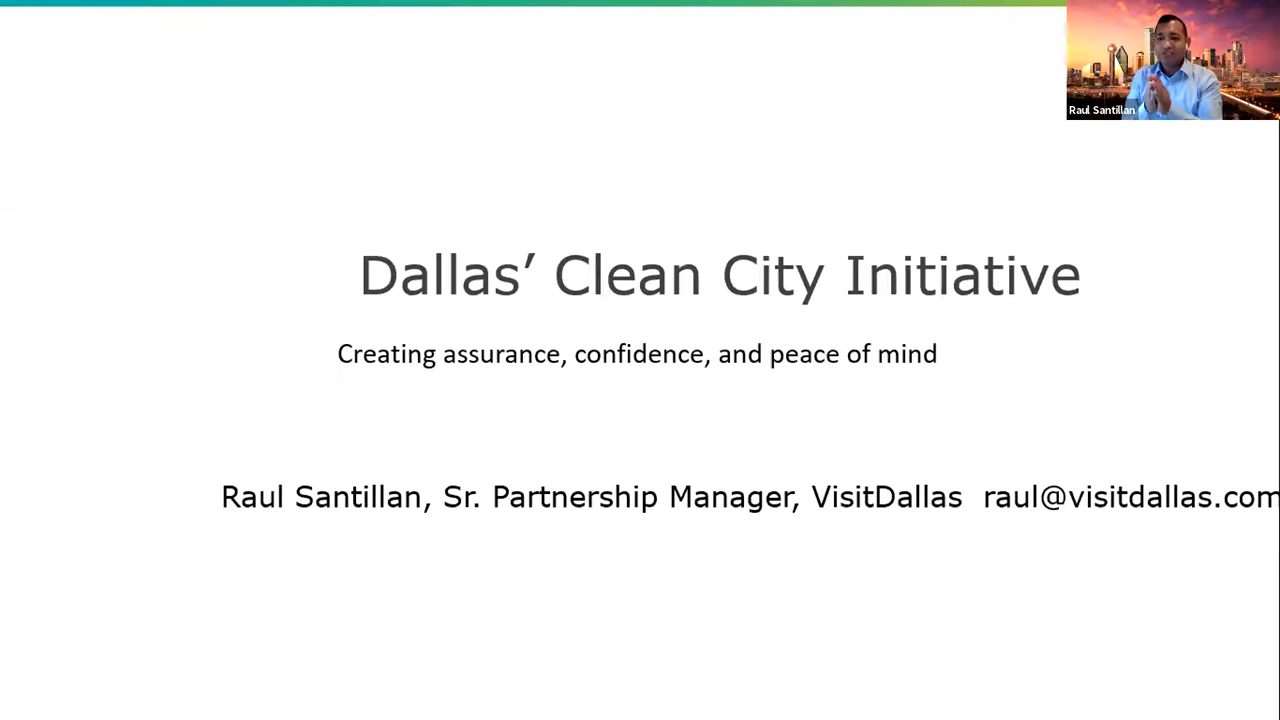 Raul Santillan
Dallas’ Clean City Initiative
Creating assurance, confidence, and peace of mind
Raul Santillan, Sr. Partnership Manager, VisitDallas  raul@visitdallas.com